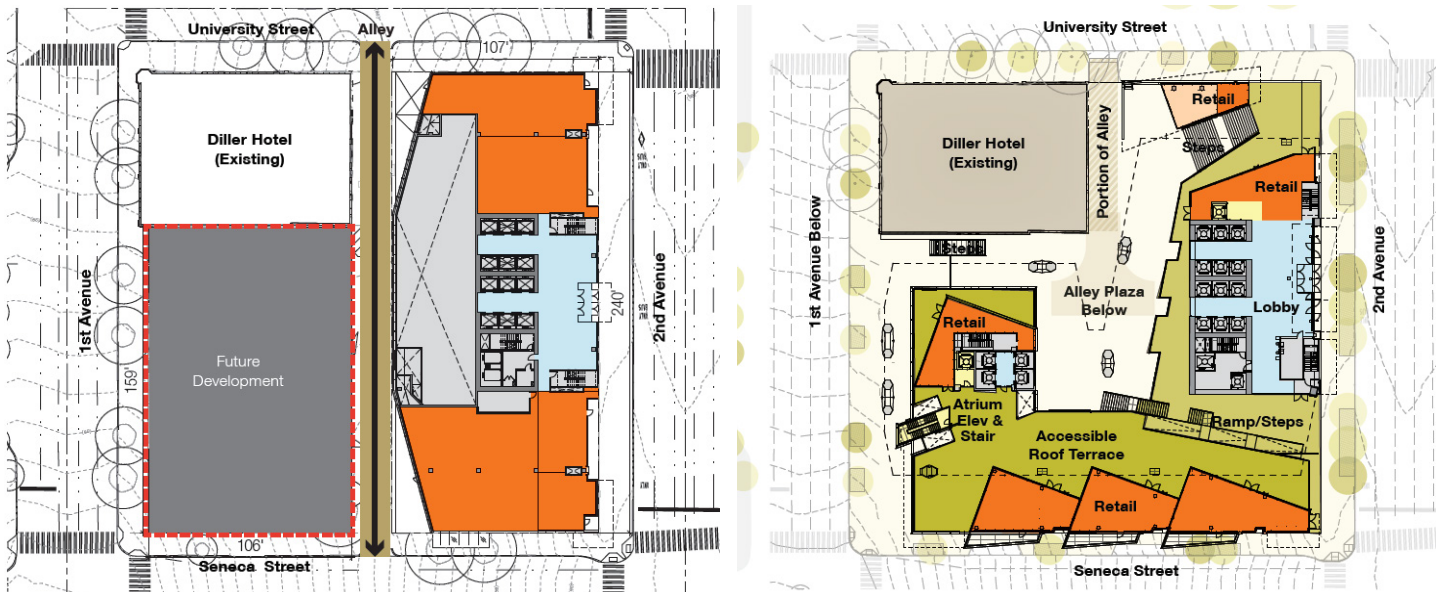 University Street
Alley
107'
Diller Hotel
(Existing)
1st Avenue
159'
Future
Development
240'
2nd Avenue
106'
Seneca Street
University Street
Retail
Steps
Diller Hotel
(Existing)
Portion of Alley
Retail
1st Avenue Below
Steps
Alley Plaza
Below
Lobby
2nd Avenue
Retail
Atrium
Elev &
Stair
Accessible
Roof Terrace
Ramp/Steps
Retail
Seneca Street